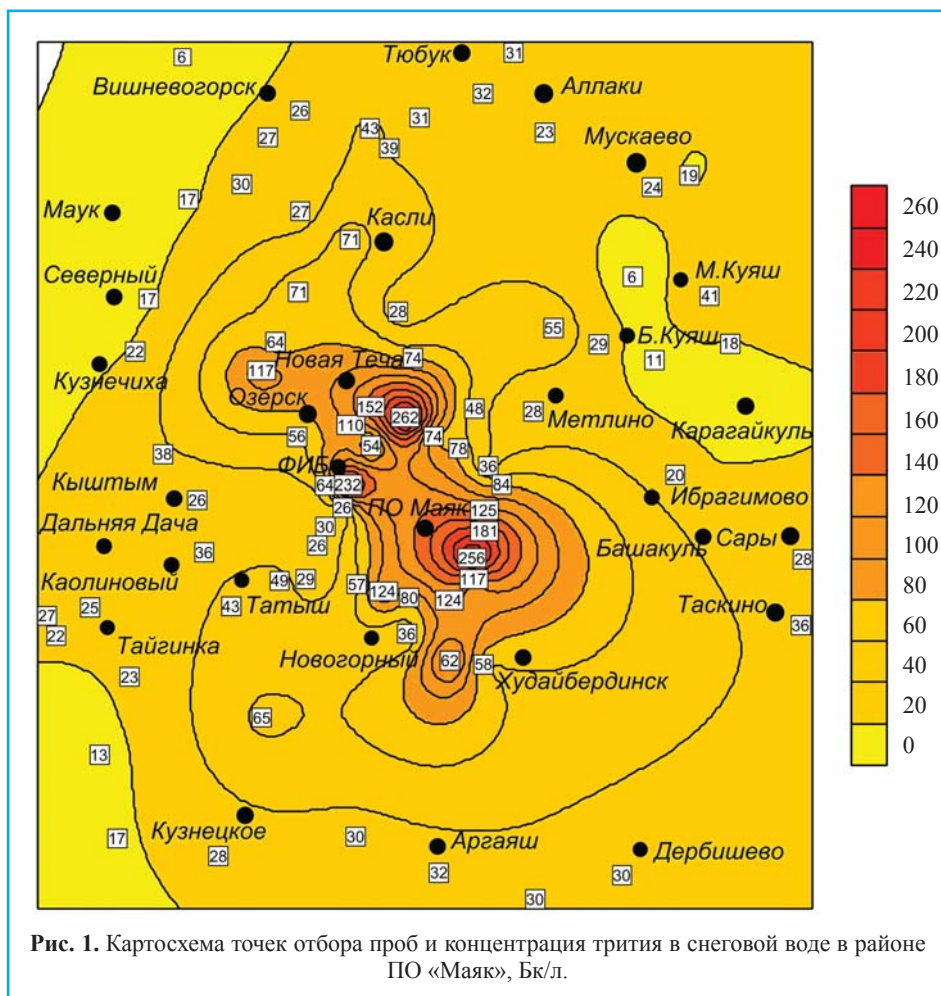 6
Тюбук
31
Вишневогорск
26
32
Аллаки
27
43
31
39
23
Мускаево
17
30
24
19
Маук
27
Касли
71
Северный
17
71
28
6
М.Куяш
41
22
64
55
29
Б.Куяш
18
11
Кузнечиха
117
Новая Теча
74
Озерск
152
262
48
28
Метлино
Карагайкуль
110
56
54
74
78
38
ФИБ
36
20
Кыштым
26
64
232
84
Ибрагимово
26
125
Дальняя Дача
30
ПО Маяк
181
Башакуль
Сары
36
26
256
28
Каолиновый
49
29
57
124
117
27
25
43
Татыш
80
124
Таскино
22
36
36
Тайгинка
Новогорный
62
58
Худайбердинск
23
65
13
17
Кузнецкое
28
30
Аргаяш
32
Дербишево
30
30
260
240
220
200
180
160
140
120
100
80
60
40
20
0
Рис. 1. Картосхема точек отбора проб и концентрация трития в снеговой воде в районе
ПО «Маяк», Бк/л.